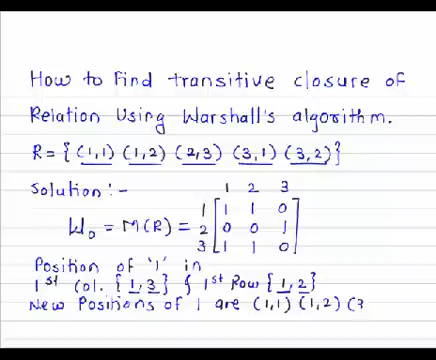 How to Find transitive closure of
Relation Using Warshall's algorithm.
R = { (1,1) (1,2) (2,3) (3,1) (3,2) }
Solution :-
1 2 3
1 [ 1 1 0
W₀ = M(R) = 2 0 0 1
3 1 1 0 ]
Position of '1' in
1st Col. { 1, 3 } & 1st Row { 1, 2 }
New Positions of 1 are (1,1) (1,2) (3